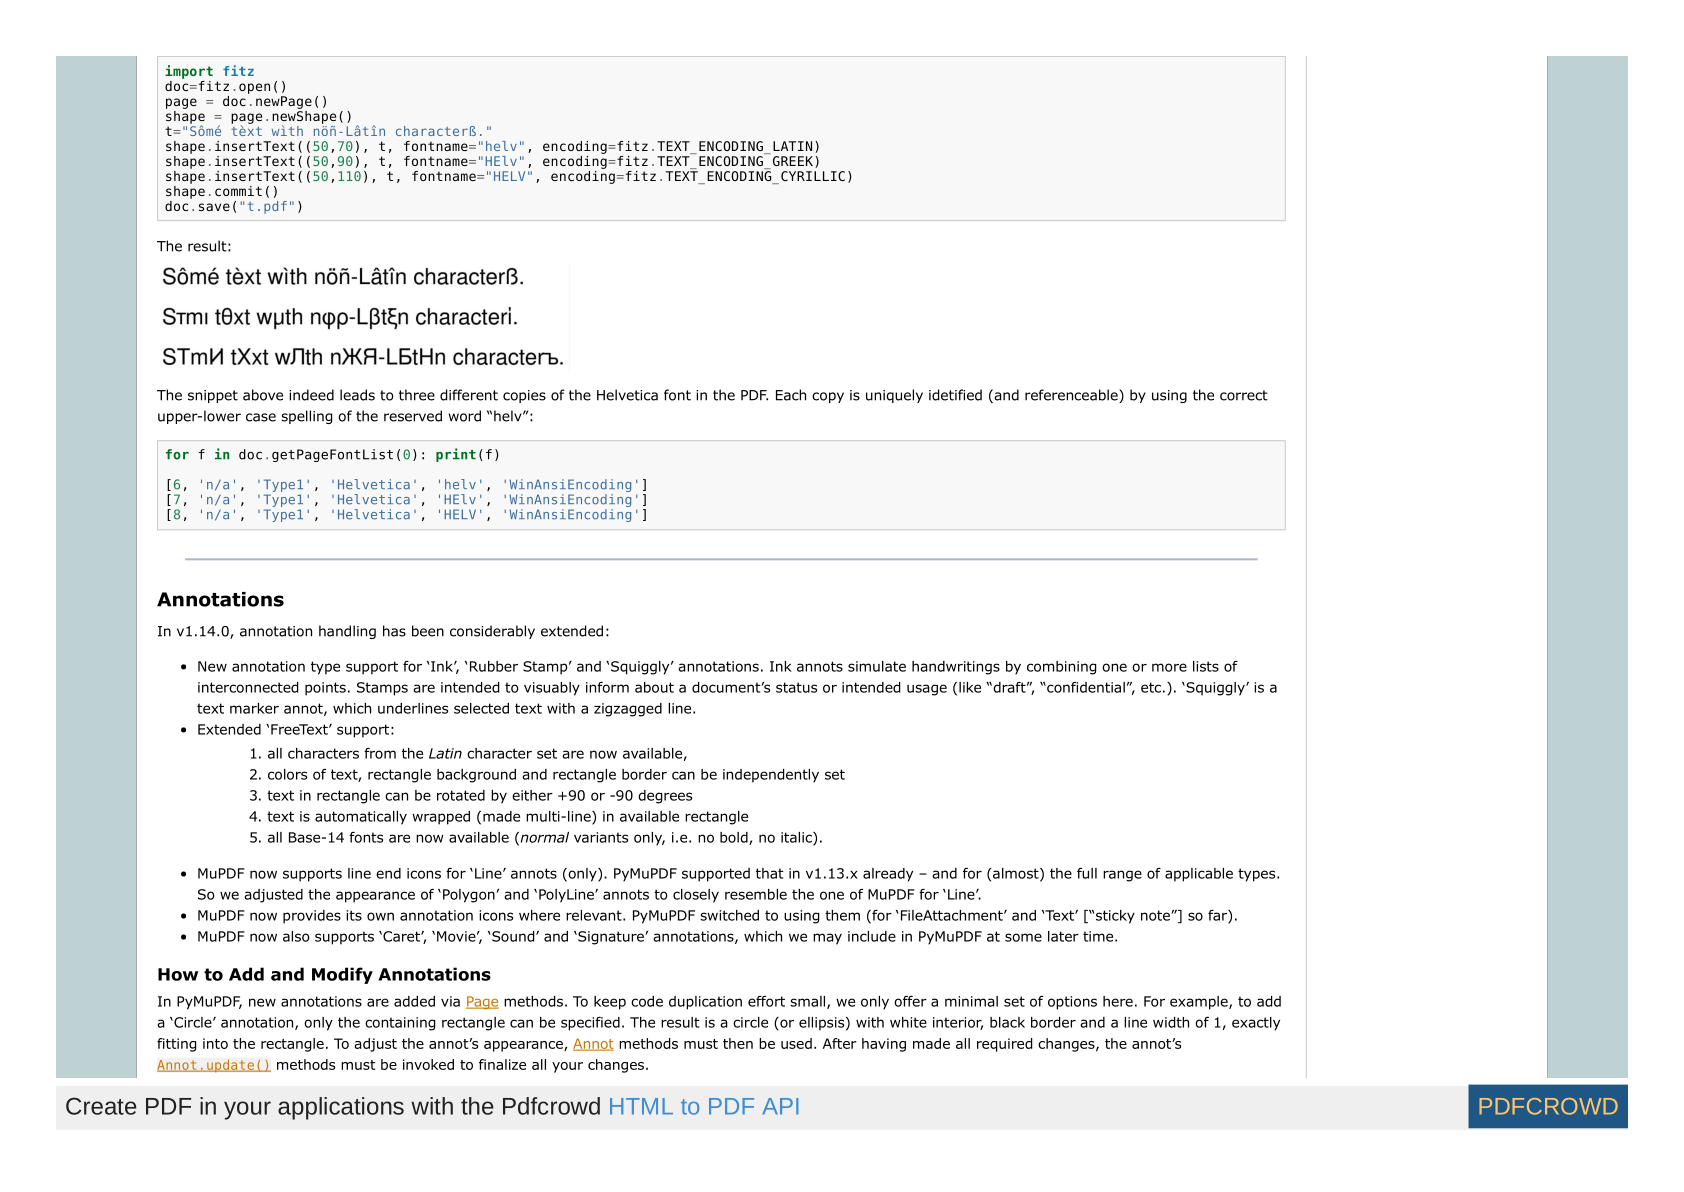 import fitz
doc=fitz.open()
page = doc.newPage()
shape = page.newShape()
t="Sômé tèxt wìth nöñ-Lâtîn characterß."
shape.insertText((50,70), t, fontname="helv", encoding=fitz.TEXT_ENCODING_LATIN)
shape.insertText((50,90), t, fontname="HElv", encoding=fitz.TEXT_ENCODING_GREEK)
shape.insertText((50,110), t, fontname="HELV", encoding=fitz.TEXT_ENCODING_CYRILLIC)
shape.commit()
doc.save("t.pdf")
The result:
Sômé tèxt wìth nöñ-Lâtîn characterß.
Sтmı tθxt wμth nφρ-Lβtξn characteri.
SТmИ tХxt wЛth nЖЯ-LБtНn characterъ.
The snippet above indeed leads to three different copies of the Helvetica font in the PDF. Each copy is uniquely idetified (and referenceable) by using the correct
upper-lower case spelling of the reserved word “helv”:
for f in doc.getPageFontList(0): print(f)
[6, 'n/a', 'Type1', 'Helvetica', 'helv', 'WinAnsiEncoding']
[7, 'n/a', 'Type1', 'Helvetica', 'HElv', 'WinAnsiEncoding']
[8, 'n/a', 'Type1', 'Helvetica', 'HELV', 'WinAnsiEncoding']
Annotations
In v1.14.0, annotation handling has been considerably extended:
• New annotation type support for ‘Ink’, ‘Rubber Stamp’ and ‘Squiggly’ annotations. Ink annots simulate handwritings by combining one or more lists of
interconnected points. Stamps are intended to visuably inform about a document’s status or intended usage (like “draft”, “confidential”, etc.). ‘Squiggly’ is a
text marker annot, which underlines selected text with a zigzagged line.
• Extended ‘FreeText’ support:
1. all characters from the Latin character set are now available,
2. colors of text, rectangle background and rectangle border can be independently set
3. text in rectangle can be rotated by either +90 or -90 degrees
4. text is automatically wrapped (made multi-line) in available rectangle
5. all Base-14 fonts are now available (normal variants only, i.e. no bold, no italic).
• MuPDF now supports line end icons for ‘Line’ annots (only). PyMuPDF supported that in v1.13.x already – and for (almost) the full range of applicable types.
So we adjusted the appearance of ‘Polygon’ and ‘PolyLine’ annots to closely resemble the one of MuPDF for ‘Line’.
• MuPDF now provides its own annotation icons where relevant. PyMuPDF switched to using them (for ‘FileAttachment’ and ‘Text’ [“sticky note”] so far).
• MuPDF now also supports ‘Caret’, ‘Movie’, ‘Sound’ and ‘Signature’ annotations, which we may include in PyMuPDF at some later time.
How to Add and Modify Annotations
In PyMuPDF, new annotations are added via Page methods. To keep code duplication effort small, we only offer a minimal set of options here. For example, to add
a ‘Circle’ annotation, only the containing rectangle can be specified. The result is a circle (or ellipsis) with white interior, black border and a line width of 1, exactly
fitting into the rectangle. To adjust the annot’s appearance, Annot methods must then be used. After having made all required changes, the annot’s
Annot.update() methods must be invoked to finalize all your changes.
Create PDF in your applications with the Pdfcrowd HTML to PDF API
PDFCROWD